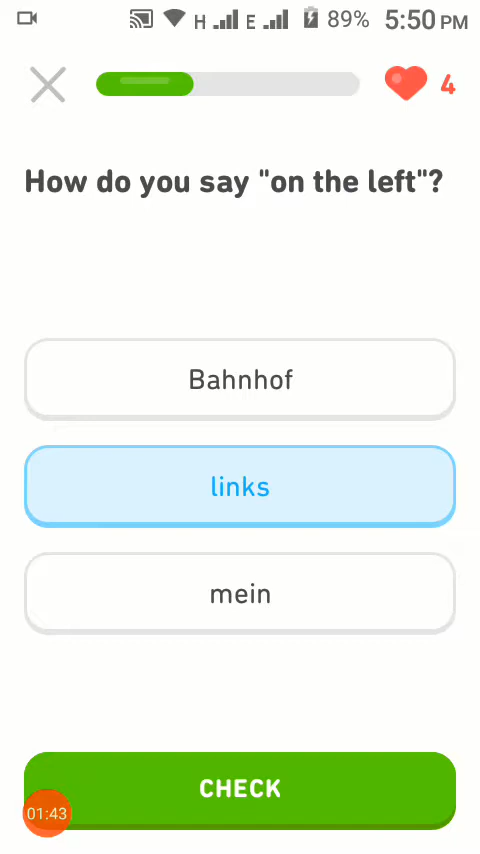 H E 89% 5:50 PM
4
How do you say "on the left"?
Bahnhof
links
mein
CHECK
01:43